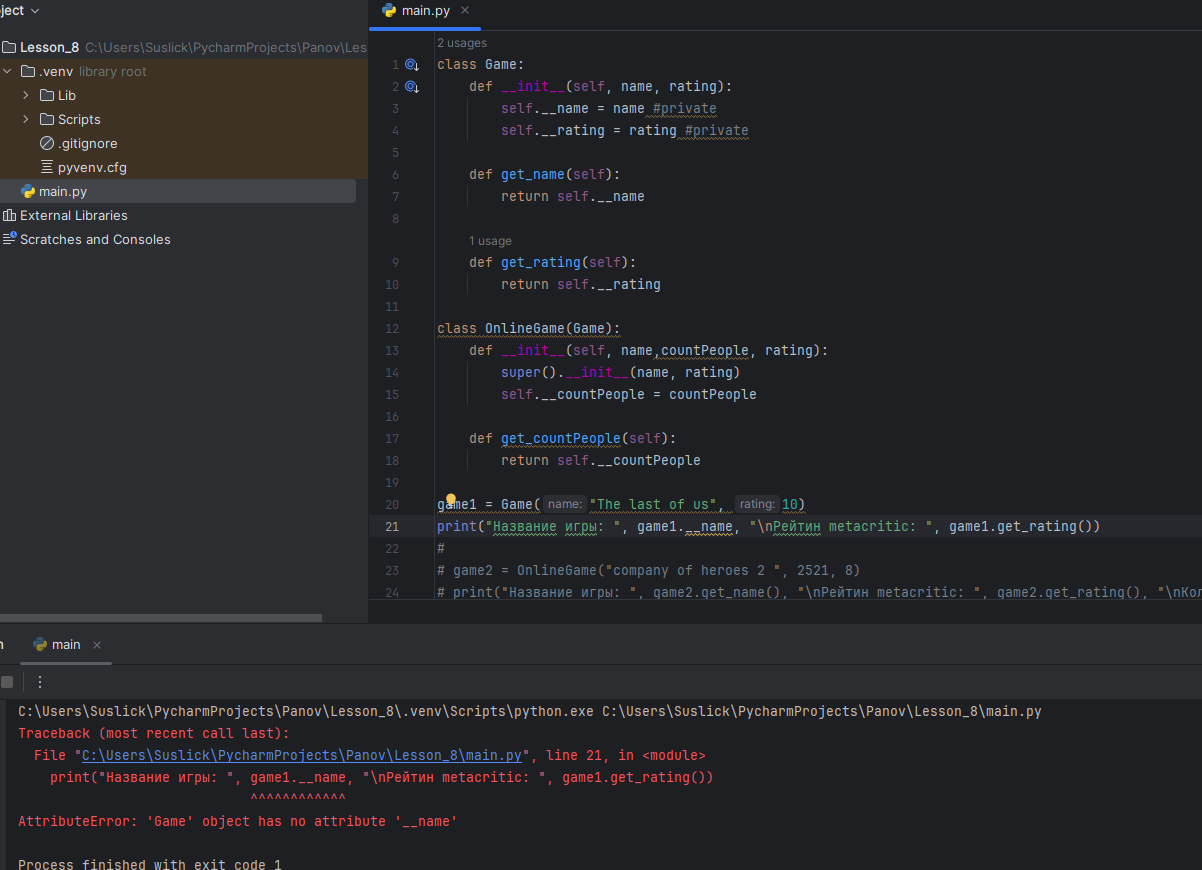 ject
main.py
Lesson_8 C:\Users\Suslick\PycharmProjects\Panov\Les
.venv library root
Lib
Scripts
.gitignore
pyvenv.cfg
main.py
External Libraries
Scratches and Consoles
2 usages
1 class Game:
2 def __init__(self, name, rating):
3 self.__name = name #private
4 self.__rating = rating #private
5
6 def get_name(self):
7 return self.__name
8
1 usage
9 def get_rating(self):
10 return self.__rating
11
12 class OnlineGame(Game):
13 def __init__(self, name,countPeople, rating):
14 super().__init__(name, rating)
15 self.__countPeople = countPeople
16
17 def get_countPeople(self):
18 return self.__countPeople
19
20 game1 = Game( name: "The last of us", rating: 10)
21 print("Название игры: ", game1.__name, "\nРейтин metacritic: ", game1.get_rating())
22 #
23 # game2 = OnlineGame("company of heroes 2 ", 2521, 8)
24 # print("Название игры: ", game2.get_name(), "\nРейтин metacritic: ", game2.get_rating(), "\nКол
n
main
C:\Users\Suslick\PycharmProjects\Panov\Lesson_8\.venv\Scripts\python.exe C:\Users\Suslick\PycharmProjects\Panov\Lesson_8\main.py
Traceback (most recent call last):
File "C:\Users\Suslick\PycharmProjects\Panov\Lesson_8\main.py", line 21, in <module>
print("Название игры: ", game1.__name, "\nРейтин metacritic: ", game1.get_rating())
^^^^^^^^^^^^
AttributeError: 'Game' object has no attribute '__name'
Process finished with exit code 1